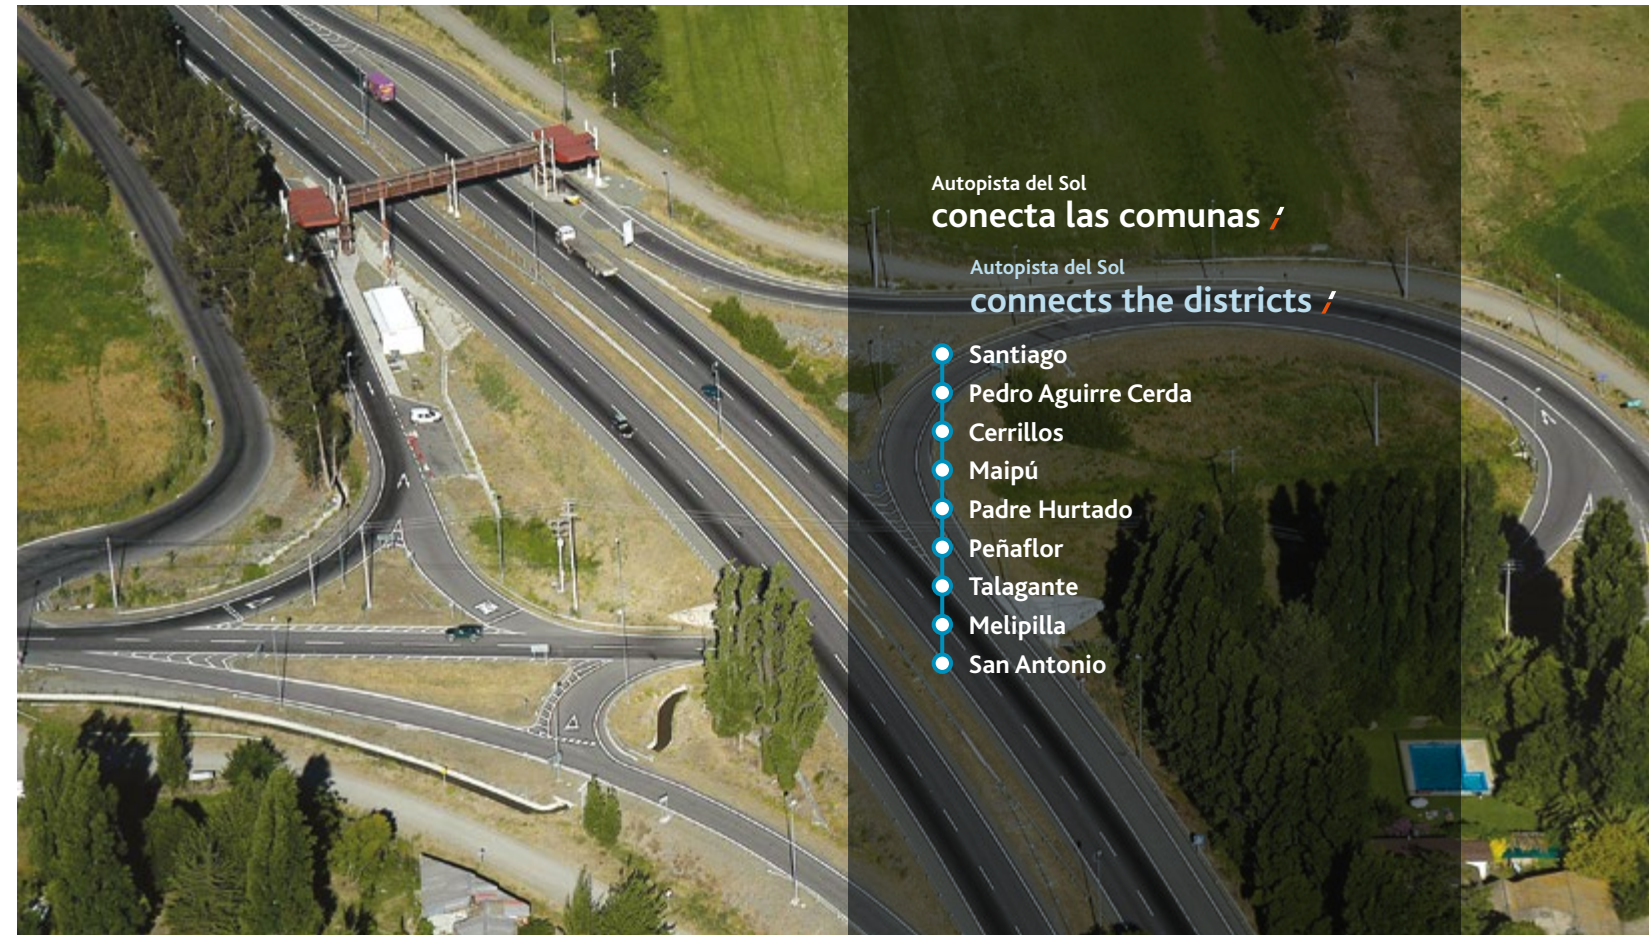 Autopista del Sol
conecta las comunas
Autopista del Sol
connects the districts
Santiago
Pedro Aguirre Cerda
Cerrillos
Maipú
Padre Hurtado
Peñaflor
Talagante
Melipilla
San Antonio